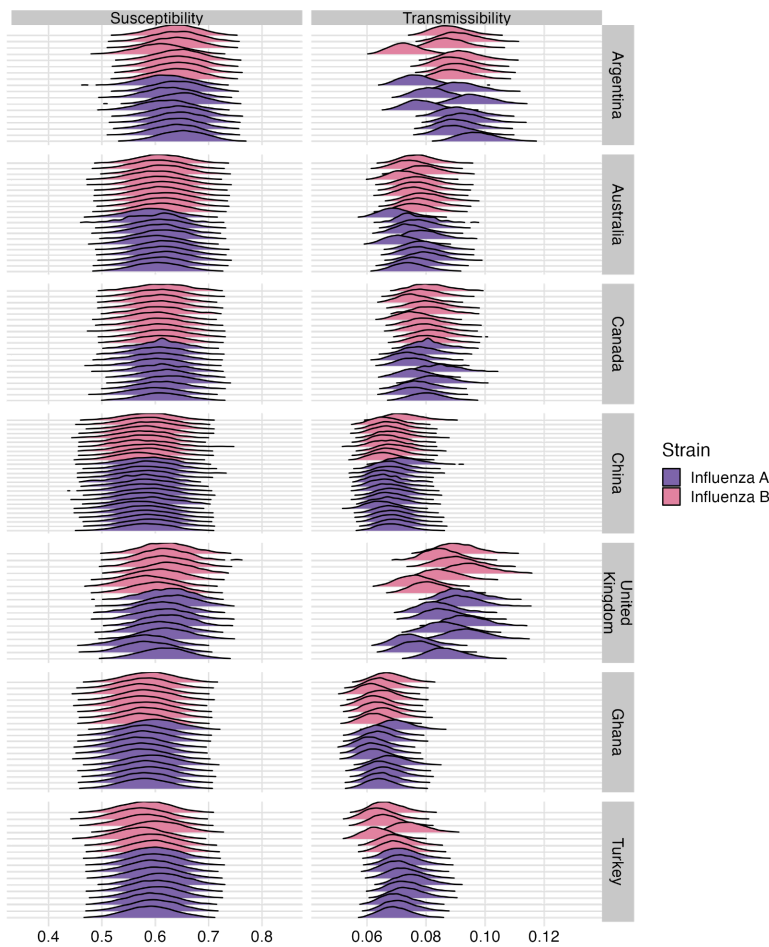 Susceptibility Transmissibility
Argentina
Australia
Canada
China
United
Kingdom
Ghana
Turkey
Strain
Influenza A
Influenza B
0.4 0.5 0.6 0.7 0.8 0.06 0.08 0.10 0.12